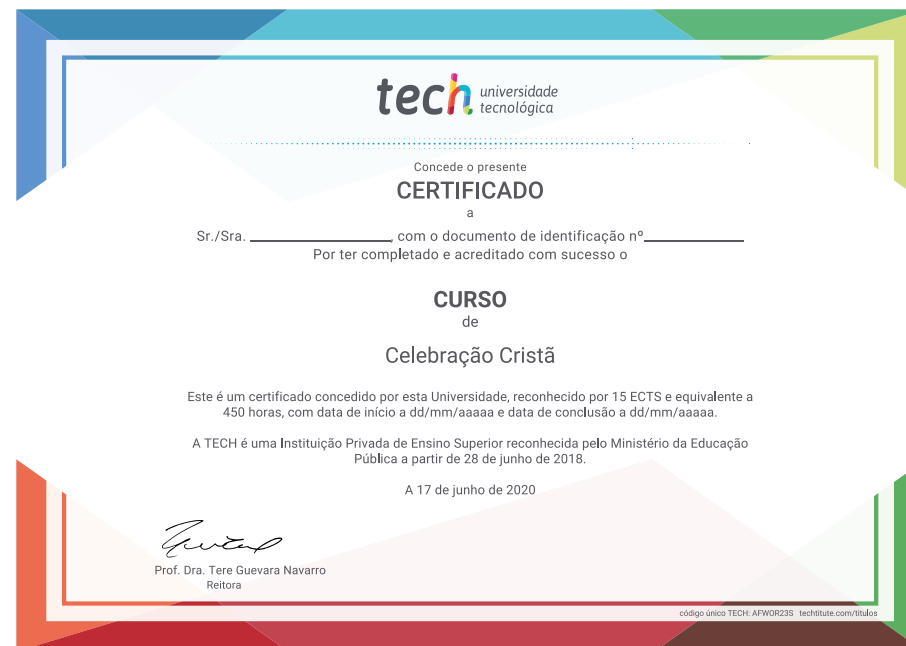 tech universidade
tecnológica
Concede o presente
CERTIFICADO
a
Sr./Sra. ____________, com o documento de identificação nº____________
Por ter completado e acreditado com sucesso o
CURSO
de
Celebração Cristã
Este é um certificado concedido por esta Universidade, reconhecido por 15 ECTS e equivalente a
450 horas, com data de início a dd/mm/aaaaa e data de conclusão a dd/mm/aaaaa.
A TECH é uma Instituição Privada de Ensino Superior reconhecida pelo Ministério da Educação
Pública a partir de 28 de junho de 2018.
A 17 de junho de 2020
Prof. Dra. Tere Guevara Navarro
Reitora
código único TECH: AFWOR23S techtitute.com/titulos